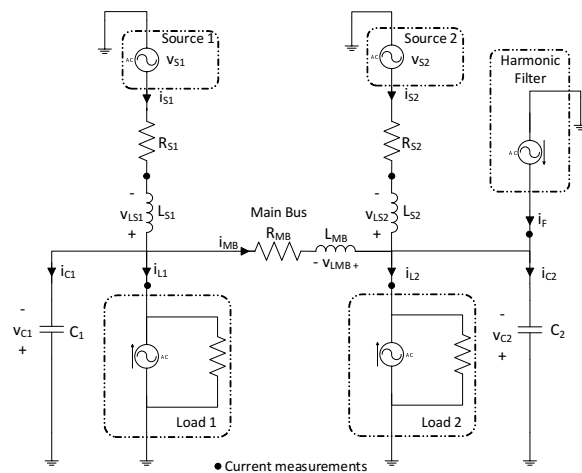 Source 1
AC
vS1
iS1
RS1
-
vLS1
LS1
+
Source 2
AC
vS2
iS2
RS2
-
vLS2
LS2
+
Harmonic
Filter
AC
iF
Main Bus
iMB
RMB
LMB
- vLMB +
iC1
iL1
iL2
iC2
-
vC1
C1
+
AC
Load 1
AC
Load 2
-
vC2
C2
+
Current measurements